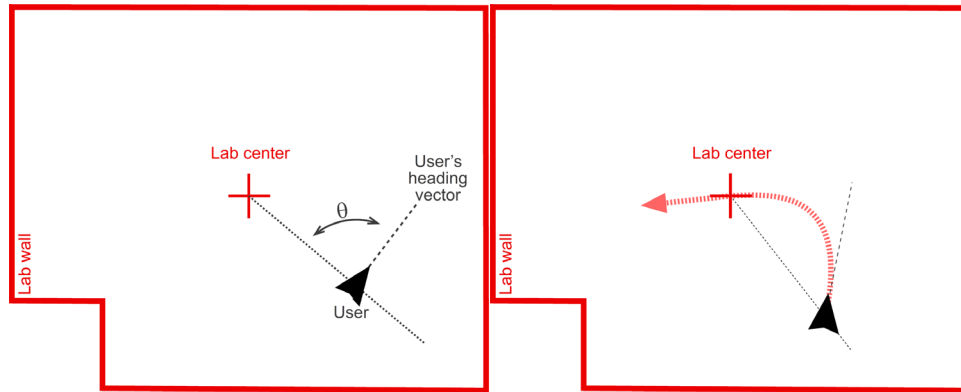 Lab center
User's
heading
vector
θ
User
Lab wall
Lab center
Lab wall